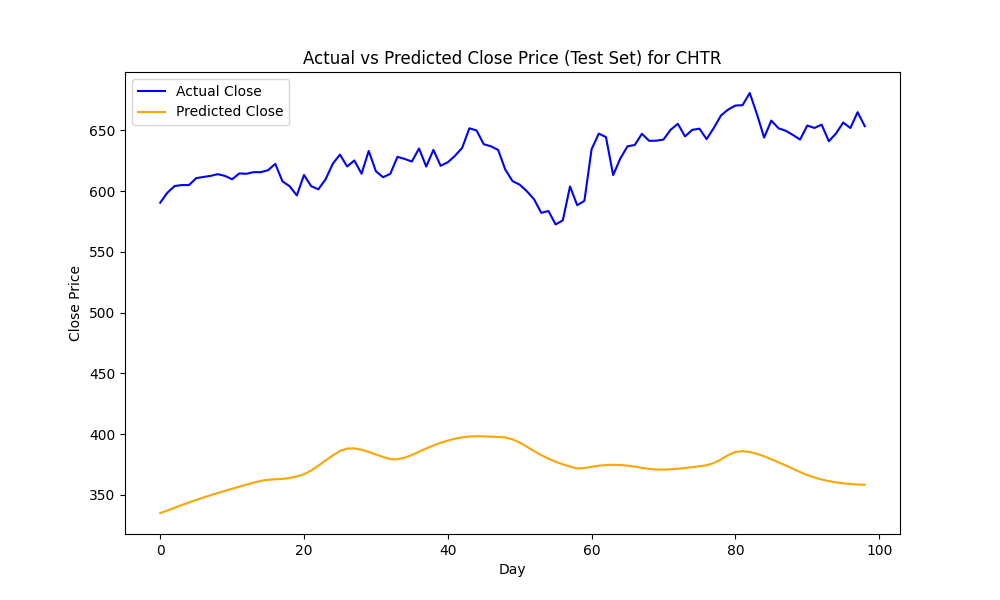 Actual vs Predicted Close Price (Test Set) for CHTR
Actual Close
Predicted Close
650
600
550
500
450
400
350
Close Price
0 20 40 60 80 100
Day